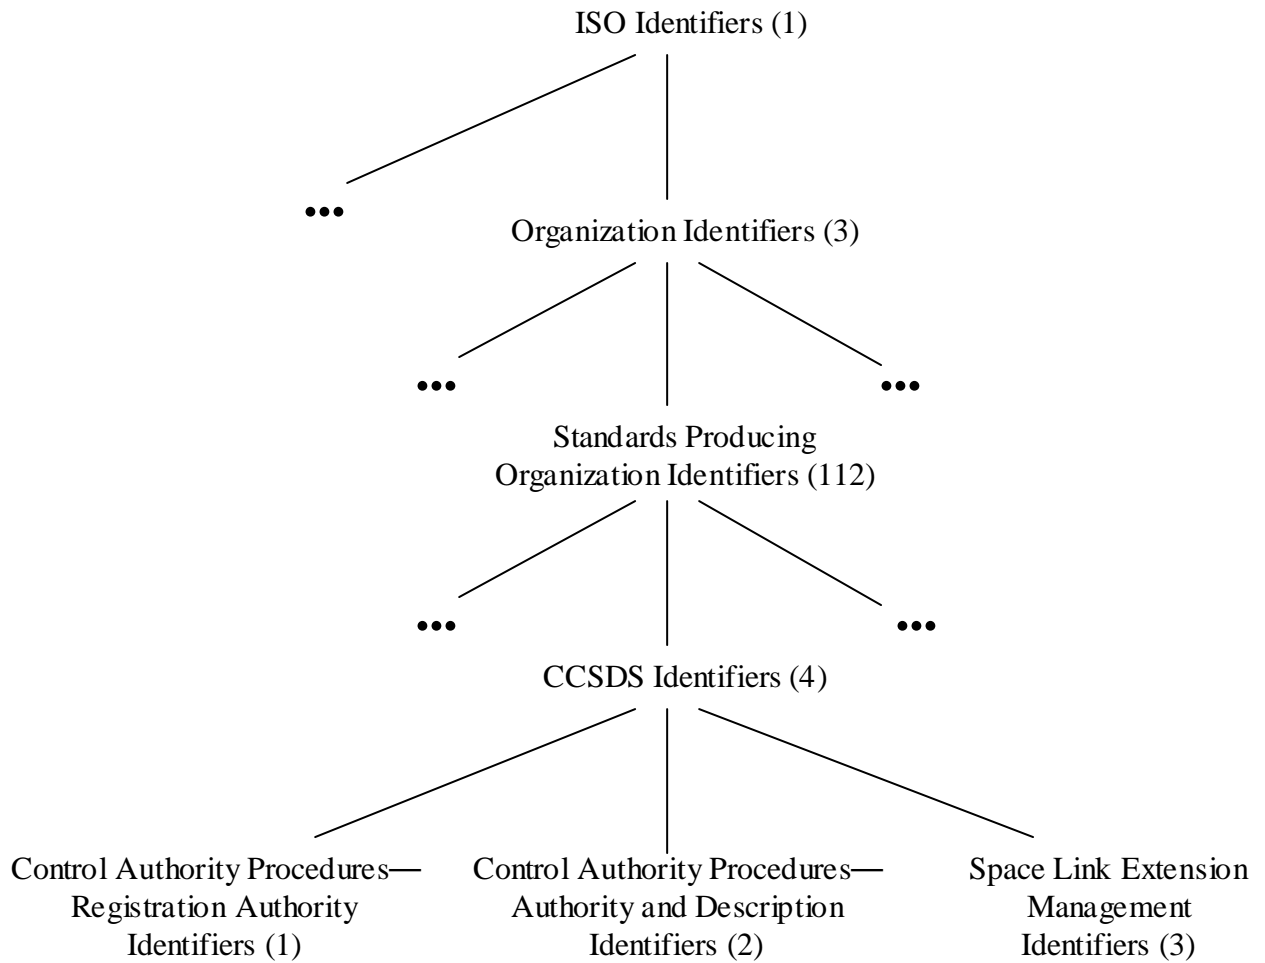 ISO Identifiers (1)
•••
Organization Identifiers (3)
•••
•••
Standards Producing
Organization Identifiers (112)
•••
•••
CCSDS Identifiers (4)
Control Authority Procedures—
Registration Authority
Identifiers (1)
Control Authority Procedures—
Authority and Description
Identifiers (2)
Space Link Extension
Management
Identifiers (3)